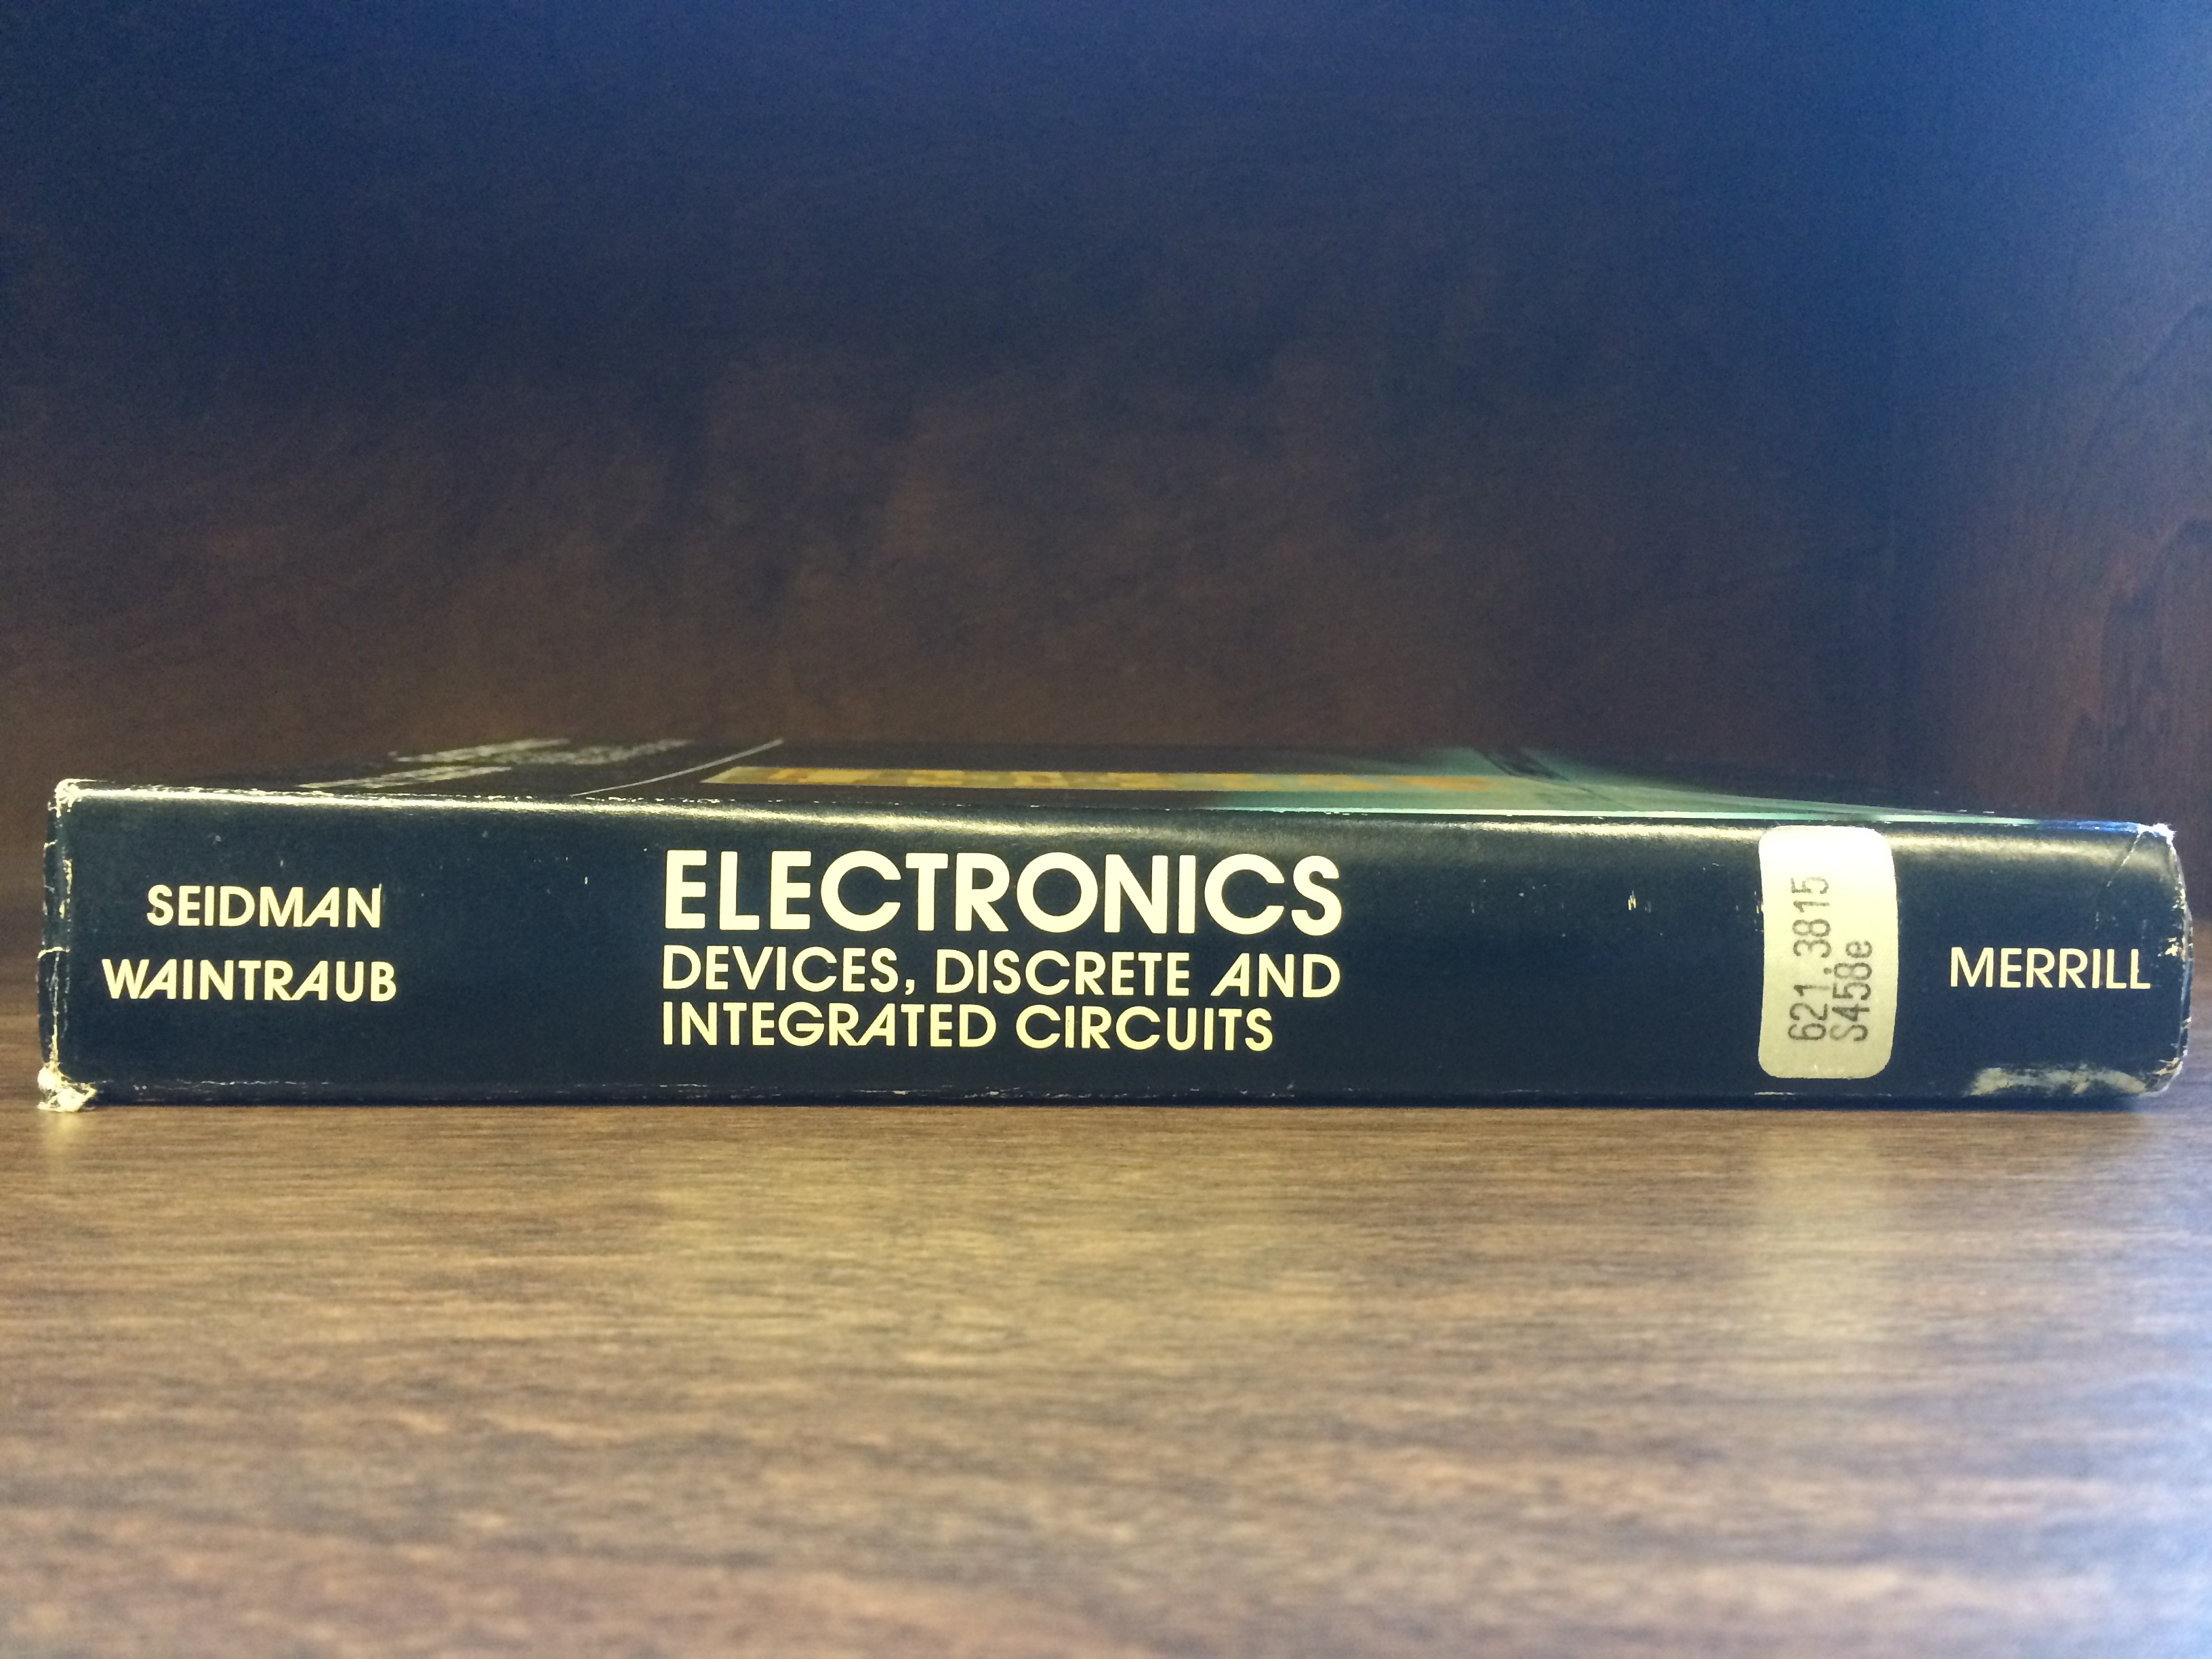 SEIDMAN
WAINTRAUB
ELECTRONICS
DEVICES, DISCRETE AND
INTEGRATED CIRCUITS
621.3815
S458e
MERRILL